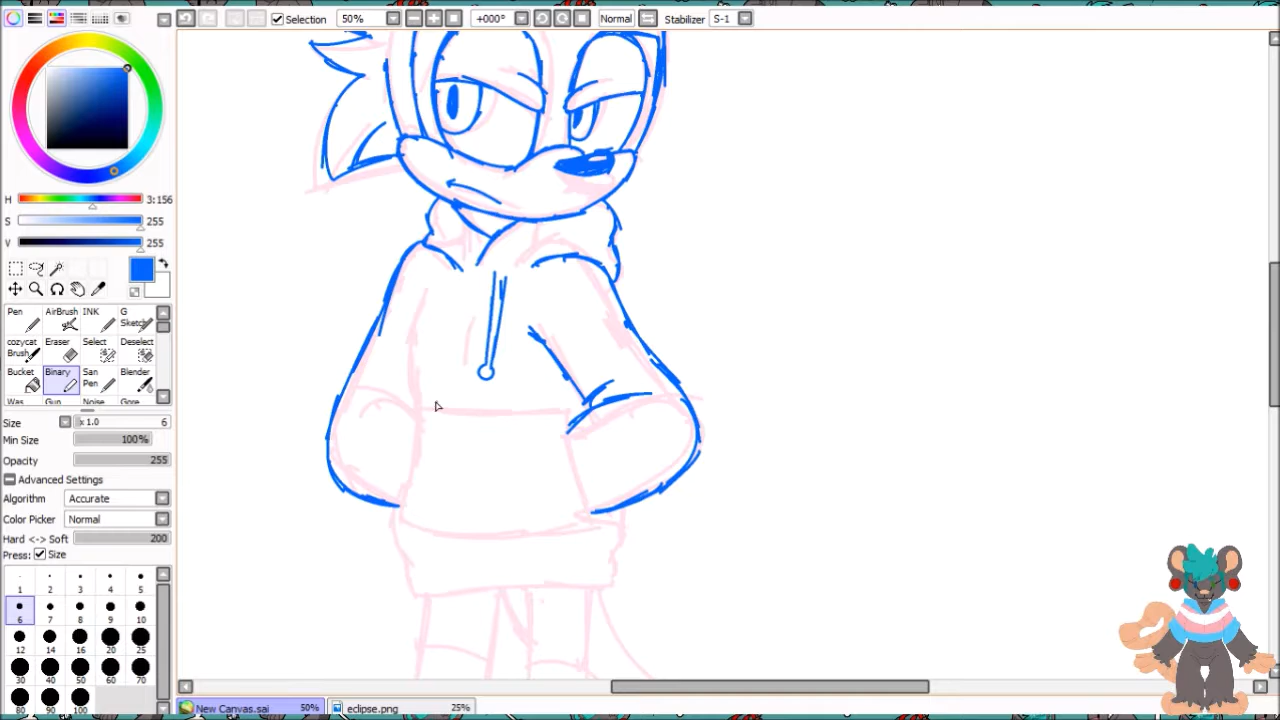 Selection 50% +000° Normal Stabilizer S-1
H 3:156
S 255
V 255
Pen AirBrush INK G Sketch
cozycat Brush Eraser Select Deselect
Bucket Binary San Pen Blender
Size x 1.0 6
Min Size 100%
Opacity 255
Advanced Settings
Algorithm Accurate
Color Picker Normal
Hard <-> Soft 200
Press: Size
1 2 3 4 5
6 7 8 9 10
12 14 16 20 25
30 40 50 60 70
80 90 100
New Canvas.sai 50% eclipse.png 25%